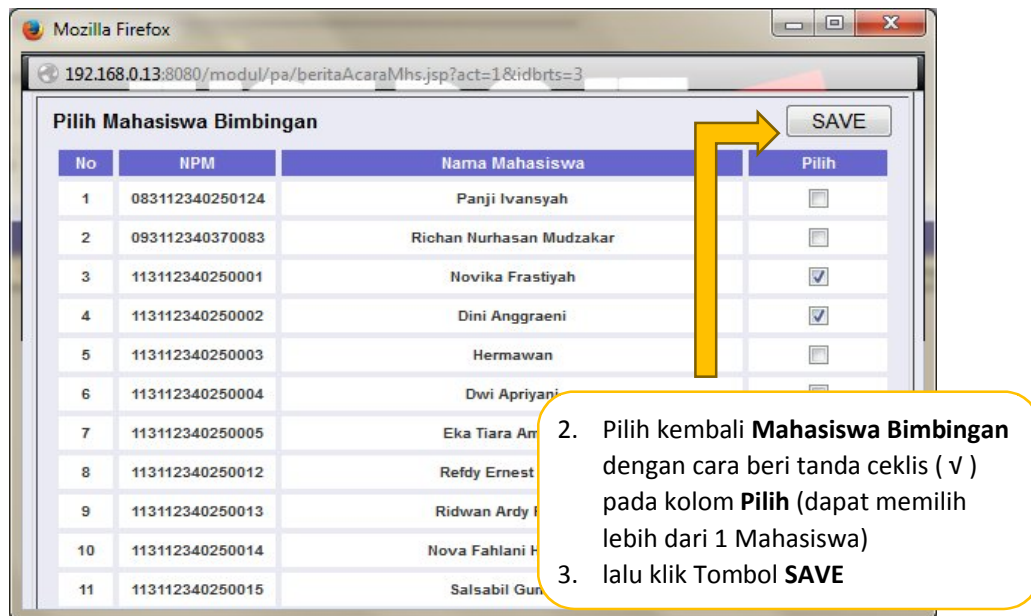 Mozilla Firefox
192.168.0.13:8080/modul/pa/beritaAcaraMhs.jsp?act=1&idbrts=3
Pilih Mahasiswa Bimbingan SAVE
No NPM Nama Mahasiswa Pilih
1 083112340250124 Panji Ivansyah
2 093112340370083 Richan Nurhasan Mudzakar
3 113112340250001 Novika Frastiyah
4 113112340250002 Dini Anggraeni
5 113112340250003 Hermawan
6 113112340250004 Dwi Apriyani
7 113112340250005 Eka Tiara
8 113112340250012 Refdy Ernest
9 113112340250013 Ridwan Ardy
10 113112340250014 Nova Fahlani
11 113112340250015 Salsabil
2. Pilih kembali Mahasiswa Bimbingan
dengan cara beri tanda ceklis ( √ )
pada kolom Pilih (dapat memilih
lebih dari 1 Mahasiswa)
3. lalu klik Tombol SAVE